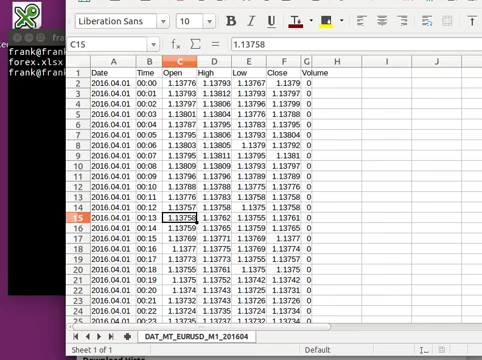 Liberation Sans 10 B I U
frank@frank
forex.xlsx
frank@frank
C15 fx Σ = 1.13758
A B C D E F G H I J
1 Date Time Open High Low Close Volume
2 2016.04.01 00:00 1.13776 1.13793 1.13767 1.1379 0
3 2016.04.01 00:01 1.13793 1.13812 1.13793 1.13797 0
4 2016.04.01 00:02 1.13797 1.13806 1.13796 1.13799 0
5 2016.04.01 00:03 1.13801 1.13804 1.13776 1.13788 0
6 2016.04.01 00:04 1.13787 1.13795 1.13783 1.13795 0
7 2016.04.01 00:05 1.13795 1.13806 1.13793 1.13804 0
8 2016.04.01 00:06 1.13803 1.13805 1.1379 1.13792 0
9 2016.04.01 00:07 1.13795 1.13811 1.13795 1.1381 0
10 2016.04.01 00:08 1.13809 1.13809 1.13793 1.13797 0
11 2016.04.01 00:09 1.13796 1.13796 1.13789 1.13789 0
12 2016.04.01 00:10 1.13788 1.13788 1.13775 1.13776 0
13 2016.04.01 00:11 1.13776 1.13783 1.13758 1.13758 0
14 2016.04.01 00:12 1.13757 1.13758 1.1375 1.13758 0
15 2016.04.01 00:13 1.13758 1.13762 1.13755 1.13761 0
16 2016.04.01 00:14 1.13759 1.13765 1.13759 1.13765 0
17 2016.04.01 00:15 1.13769 1.13771 1.13769 1.1377 0
18 2016.04.01 00:16 1.1377 1.13775 1.13754 1.13774 0
19 2016.04.01 00:17 1.13773 1.13773 1.13755 1.13757 0
20 2016.04.01 00:18 1.13755 1.13761 1.1375 1.1375 0
21 2016.04.01 00:19 1.1375 1.1375 1.13742 1.13742 0
22 2016.04.01 00:20 1.1374 1.1374 1.13725 1.13725 0
23 2016.04.01 00:21 1.13732 1.13743 1.13726 1.13736 0
24 2016.04.01 00:22 1.13724 1.13735 1.13724 1.13735 0
DAT_MT_EURUSD_M1_201604
Sheet 1 of 1 Default